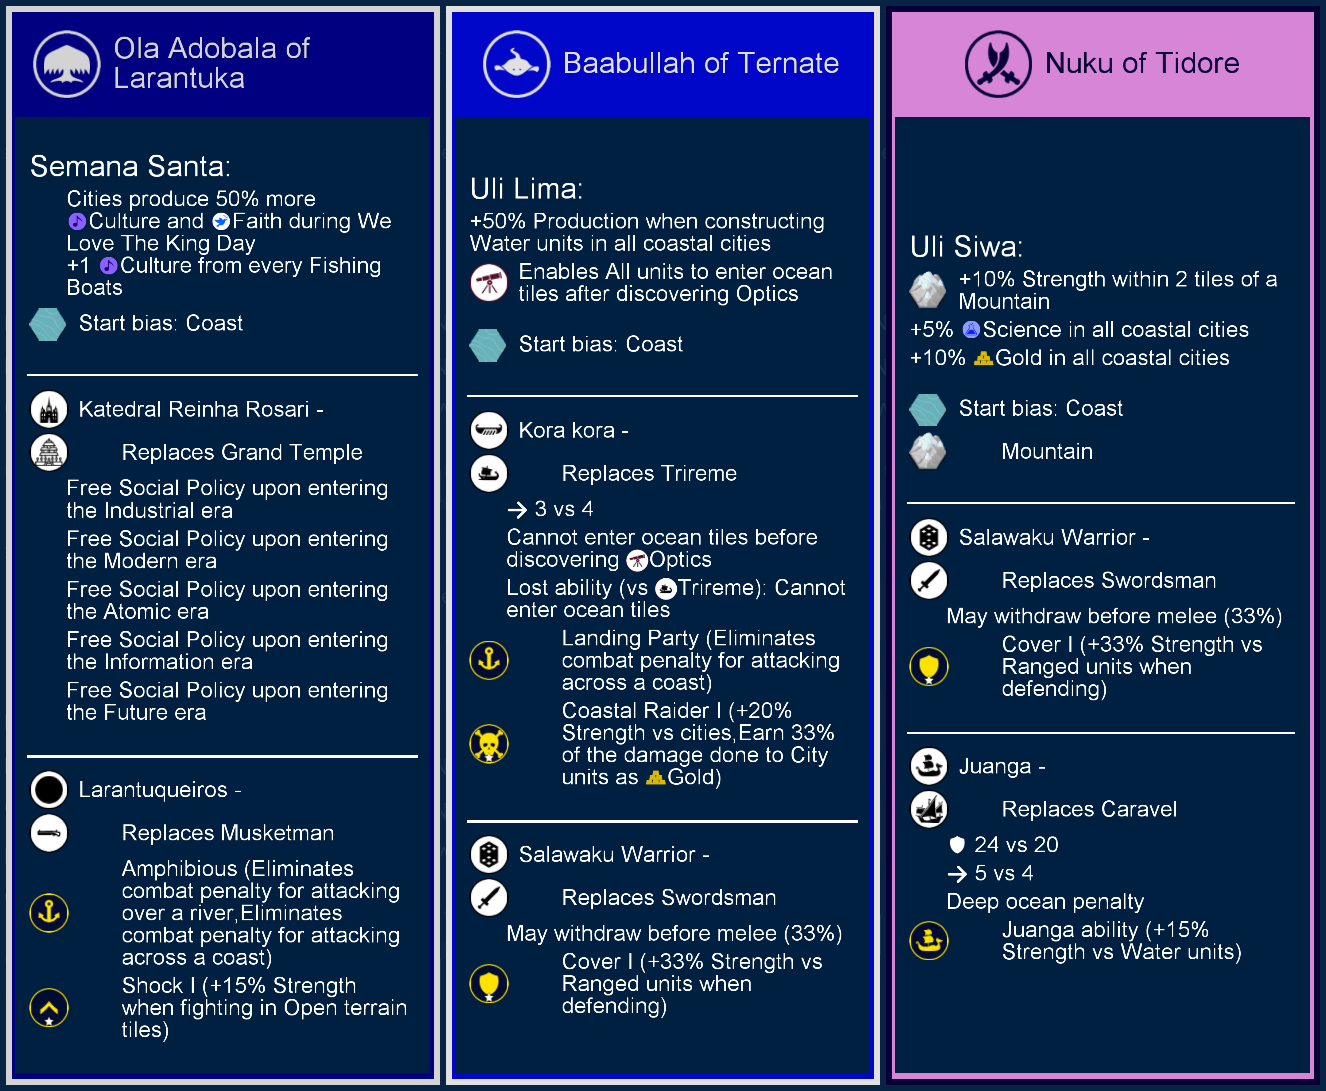 Ola Adobala of
Larantuka
Semana Santa:
Cities produce 50% more
Culture and Faith during We
Love The King Day
+1 Culture from every Fishing
Boats
Start bias: Coast
Katedral Reinha Rosari -
Replaces Grand Temple
Free Social Policy upon entering
the Industrial era
Free Social Policy upon entering
the Modern era
Free Social Policy upon entering
the Atomic era
Free Social Policy upon entering
the Information era
Free Social Policy upon entering
the Future era
Larantuqueiros -
Replaces Musketman
Amphibious (Eliminates
combat penalty for attacking
over a river,Eliminates
combat penalty for attacking
across a coast)
Shock I (+15% Strength
when fighting in Open terrain
tiles)
Baabullah of Ternate
Uli Lima:
+50% Production when constructing
Water units in all coastal cities
Enables All units to enter ocean
tiles after discovering Optics
Start bias: Coast
Kora kora -
Replaces Trireme
→ 3 vs 4
Cannot enter ocean tiles before
discovering Optics
Lost ability (vs Trireme): Cannot
enter ocean tiles
Landing Party (Eliminates
combat penalty for attacking
across a coast)
Coastal Raider I (+20%
Strength vs cities,Earn 33%
of the damage done to City
units as Gold)
Salawaku Warrior -
Replaces Swordsman
May withdraw before melee (33%)
Cover I (+33% Strength vs
Ranged units when
defending)
Nuku of Tidore
Uli Siwa:
+10% Strength within 2 tiles of a
Mountain
+5% Science in all coastal cities
+10% Gold in all coastal cities
Start bias: Coast
Mountain
Salawaku Warrior -
Replaces Swordsman
May withdraw before melee (33%)
Cover I (+33% Strength vs
Ranged units when
defending)
Juanga -
Replaces Caravel
24 vs 20
→ 5 vs 4
Deep ocean penalty
Juanga ability (+15%
Strength vs Water units)